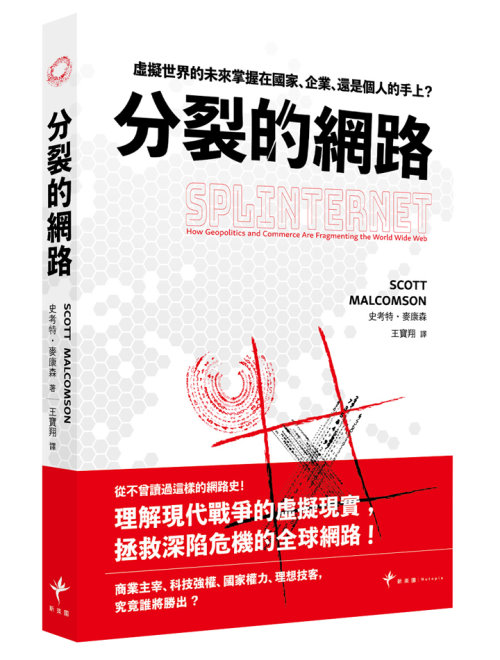 虛擬世界的未來掌握在國家、企業、還是個人的手上?
分裂的網路
SPLINTERNET
How Geopolitics and Commerce Are Fragmenting the World Wide Web
SCOTT
MALCOMSON
史考特・麥康森
王寶翔 譯
從不曾讀過這樣的網路史!
理解現代戰爭的虛擬現實,
拯救深陷危機的全球網路!
商業主宰、科技強權、國家權力、理想技客,
究竟誰將勝出?
新樂園 Nutopia
分裂的網路
SCOTT MALCOMSON
史考特・麥康森 著
王寶翔 譯
新樂園